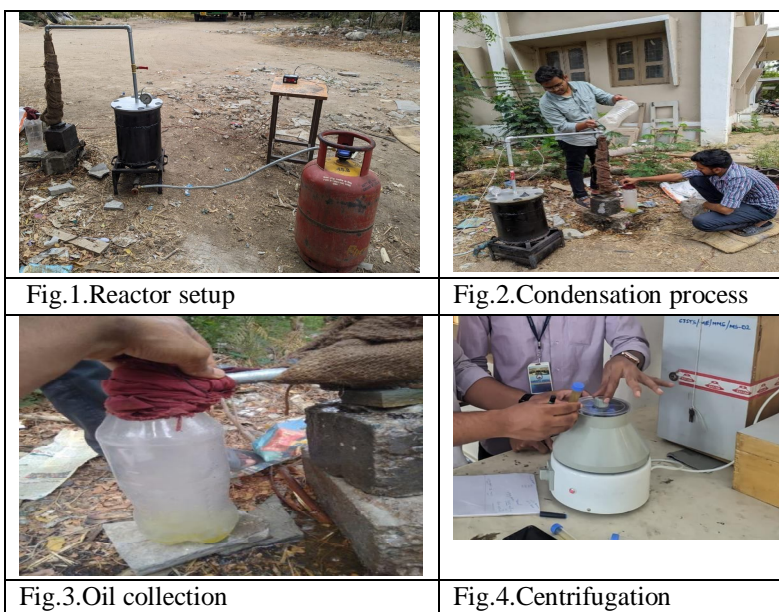 Fig.1.Reactor setup
Fig.2.Condensation process
Fig.3.Oil collection
Fig.4.Centrifugation